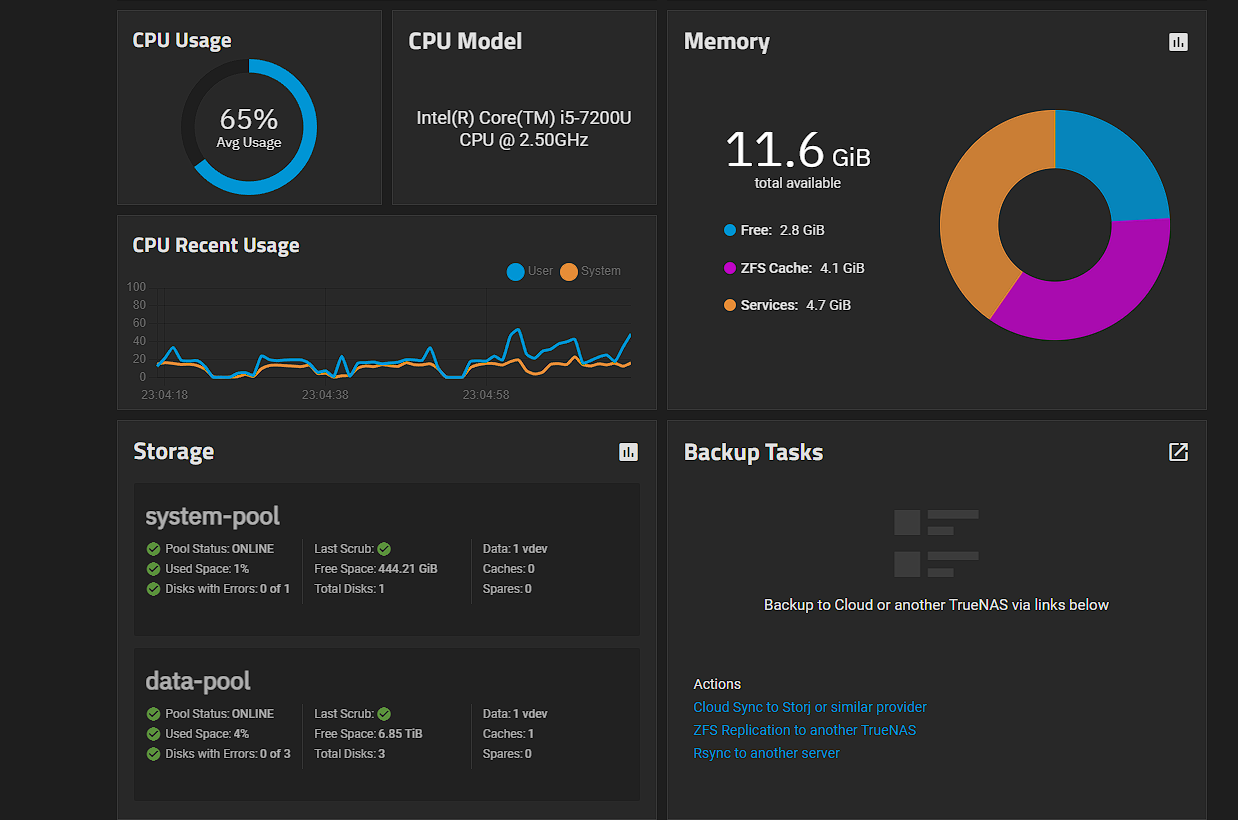 CPU Usage
65%
Avg Usage
CPU Model
Intel(R) Core(TM) i5-7200U
CPU @ 2.50GHz
Memory
11.6 GiB
total available
Free: 2.8 GiB
ZFS Cache: 4.1 GiB
Services: 4.7 GiB
CPU Recent Usage
User System
100
80
60
40
20
0
23:04:18 23:04:38 23:04:58
Storage
system-pool
Pool Status: ONLINE Last Scrub: Data: 1 vdev
Used Space: 1% Free Space: 444.21 GiB Caches: 0
Disks with Errors: 0 of 1 Total Disks: 1 Spares: 0
data-pool
Pool Status: ONLINE Last Scrub: Data: 1 vdev
Used Space: 4% Free Space: 6.85 TiB Caches: 1
Disks with Errors: 0 of 3 Total Disks: 3 Spares: 0
Backup Tasks
Backup to Cloud or another TrueNAS via links below
Actions
Cloud Sync to Storj or similar provider
ZFS Replication to another TrueNAS
Rsync to another server